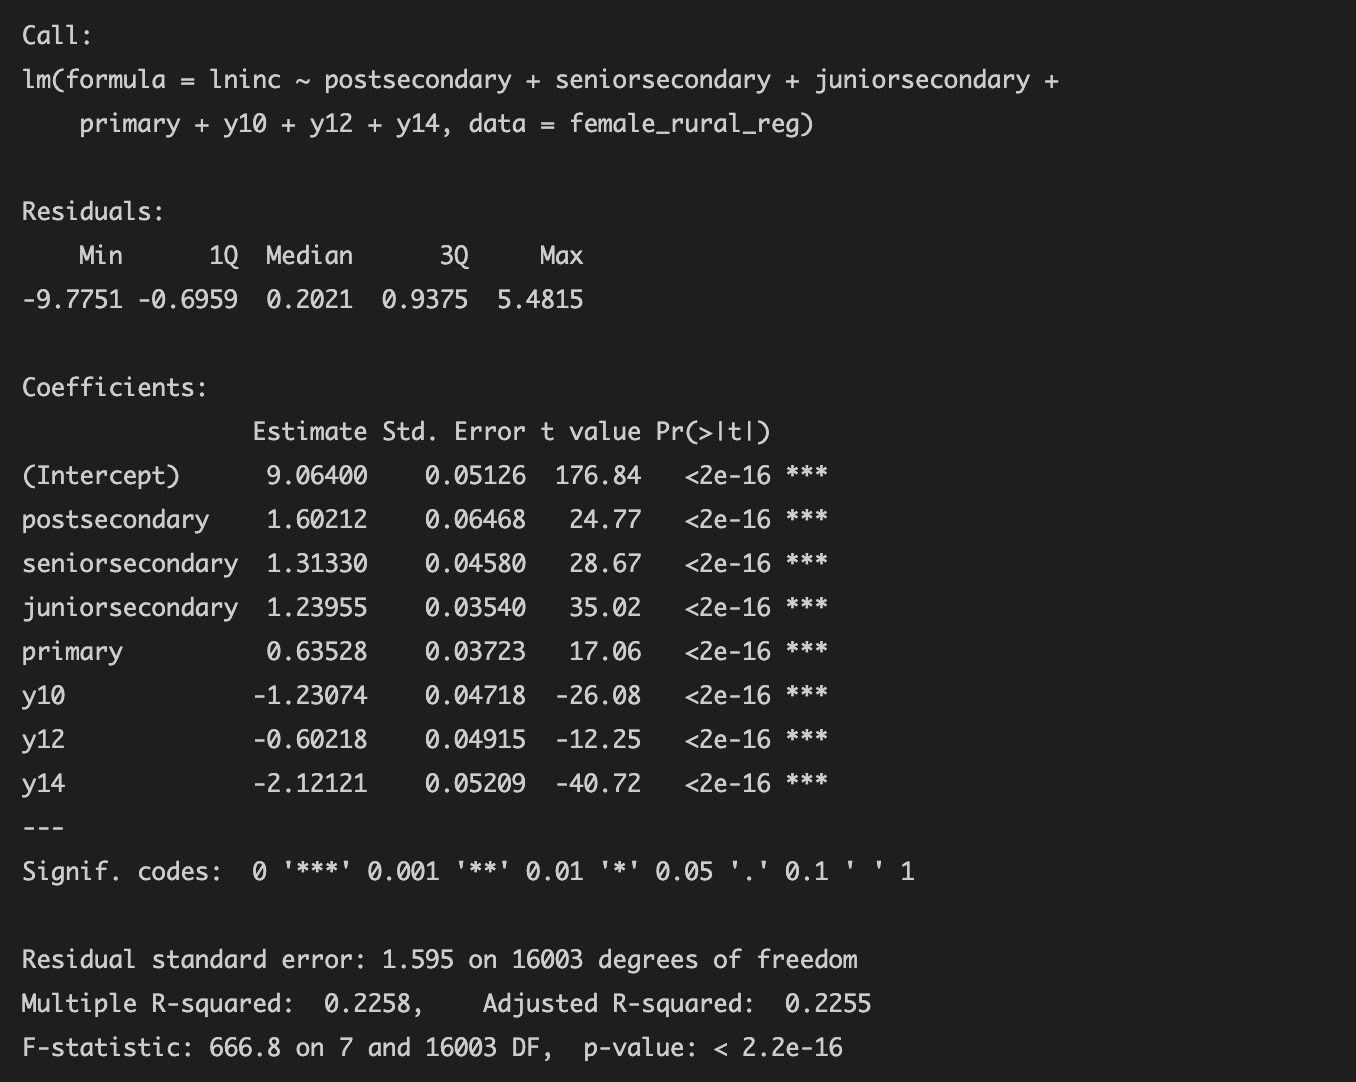 Call:
lm(formula = lninc ~ postsecondary + seniorsecondary + juniorsecondary +
    primary + y10 + y12 + y14, data = female_rural_reg)

Residuals:
    Min      1Q  Median      3Q     Max
-9.7751 -0.6959  0.2021  0.9375  5.4815

Coefficients:
                Estimate Std. Error t value Pr(>|t|)
(Intercept)      9.06400    0.05126  176.84   <2e-16 ***
postsecondary    1.60212    0.06468   24.77   <2e-16 ***
seniorsecondary  1.31330    0.04580   28.67   <2e-16 ***
juniorsecondary  1.23955    0.03540   35.02   <2e-16 ***
primary          0.63528    0.03723   17.06   <2e-16 ***
y10             -1.23074    0.04718  -26.08   <2e-16 ***
y12             -0.60218    0.04915  -12.25   <2e-16 ***
y14             -2.12121    0.05209  -40.72   <2e-16 ***
---
Signif. codes:  0 '***' 0.001 '**' 0.01 '*' 0.05 '.' 0.1 ' ' 1

Residual standard error: 1.595 on 16003 degrees of freedom
Multiple R-squared:  0.2258,    Adjusted R-squared:  0.2255
F-statistic: 666.8 on 7 and 16003 DF,  p-value: < 2.2e-16